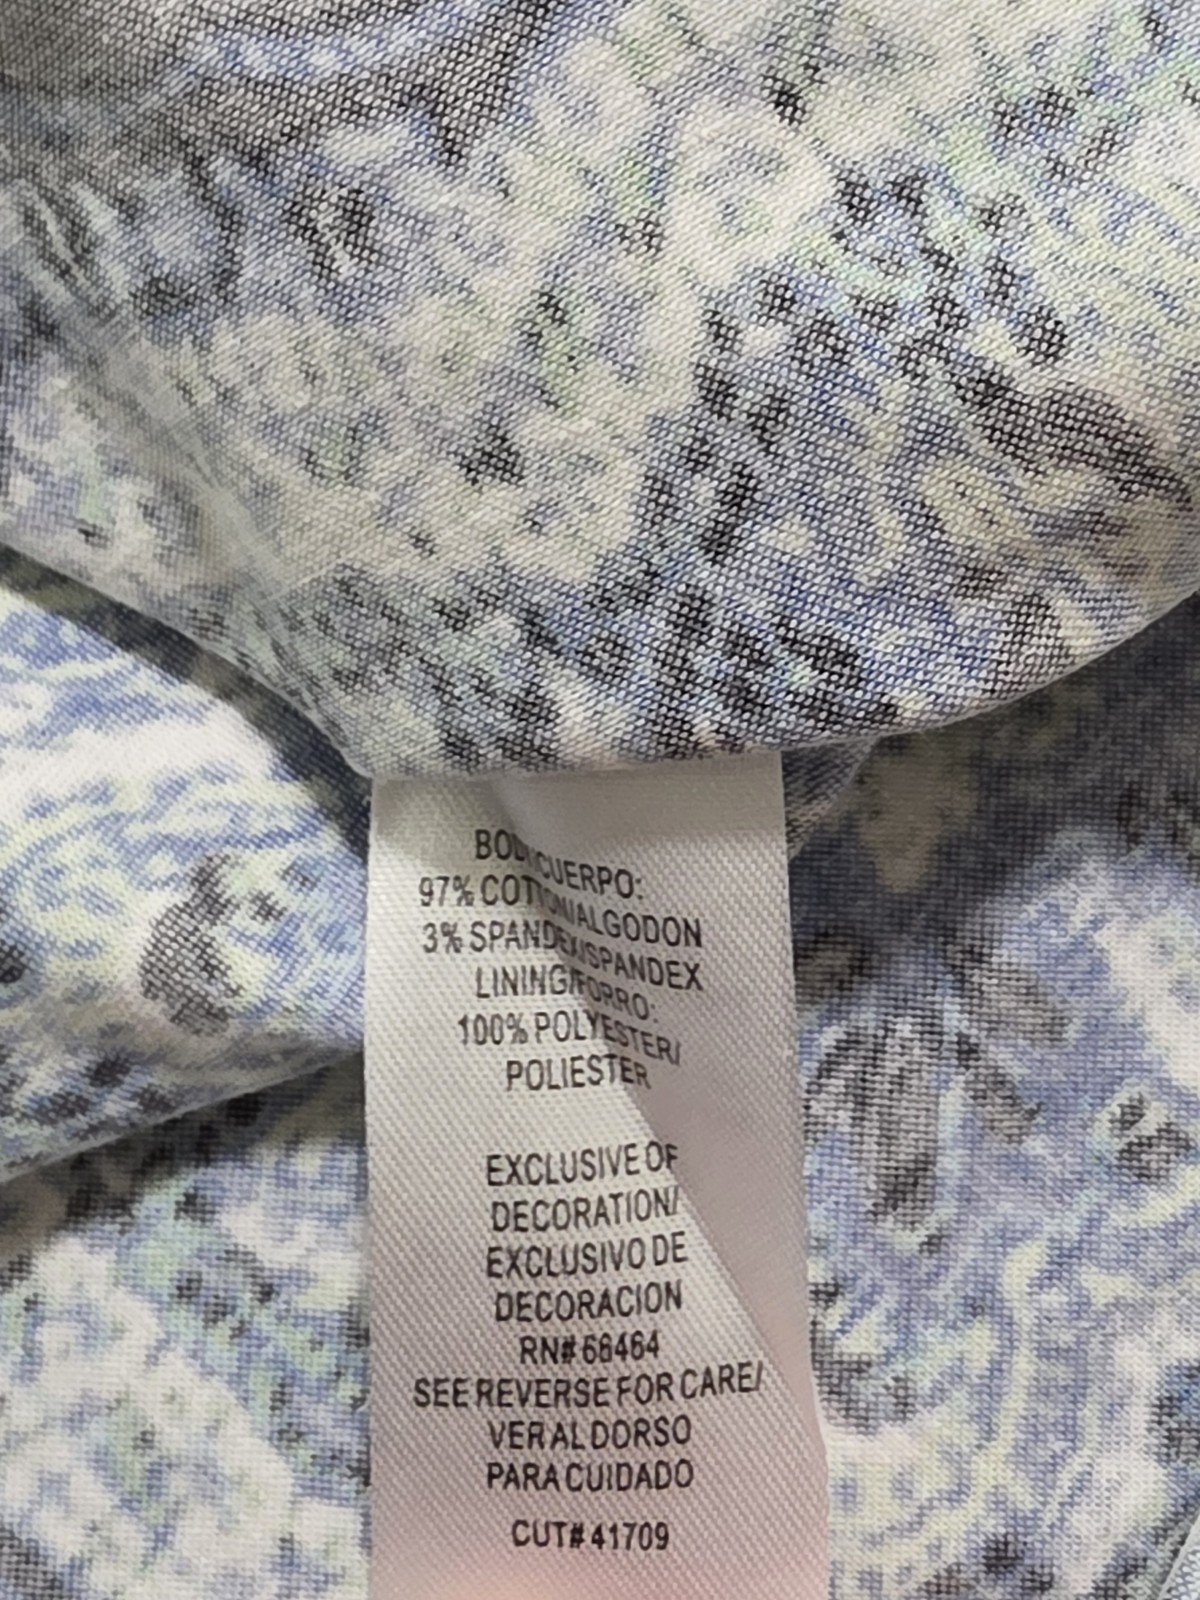 BODY/CUERPO:
97% COTTON/ALGODON
3% SPANDEX/SPANDEX
LINING/FORRO:
100% POLYESTER/
POLIESTER
EXCLUSIVE OF
DECORATION/
EXCLUSIVO DE
DECORACION
RN# 66464
SEE REVERSE FOR CARE/
VER AL DORSO
PARA CUIDADO
CUT# 41709